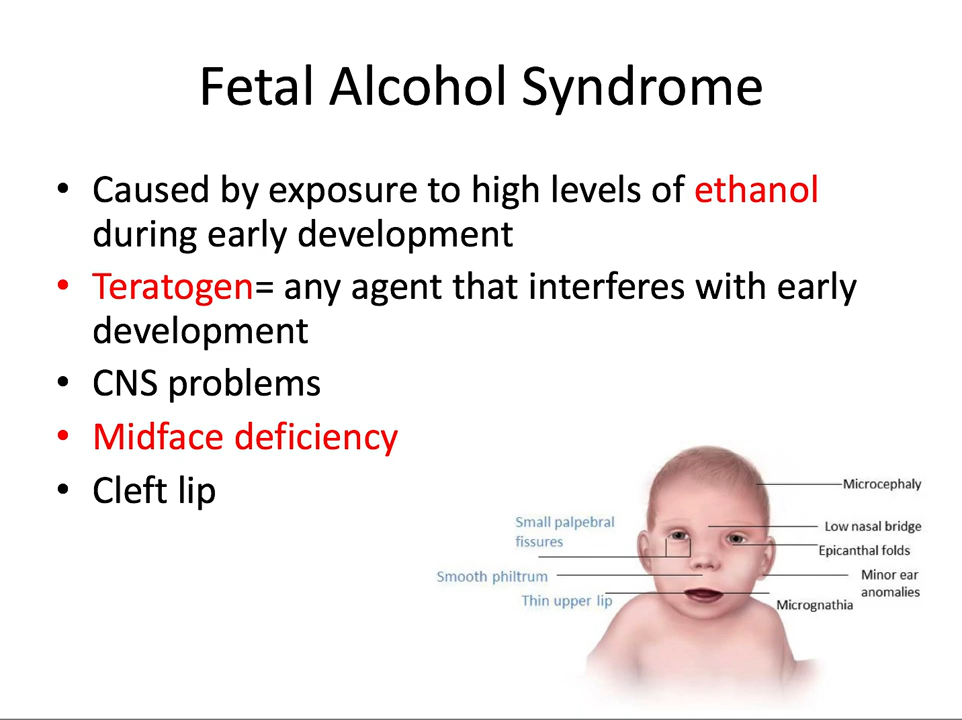 Fetal Alcohol Syndrome
• Caused by exposure to high levels of ethanol
during early development
• Teratogen= any agent that interferes with early
development
• CNS problems
• Midface deficiency
• Cleft lip
Microcephaly
Small palpebral
fissures
Low nasal bridge
Epicanthal folds
Smooth philtrum
Minor ear
anomalies
Thin upper lip
Micrognathia